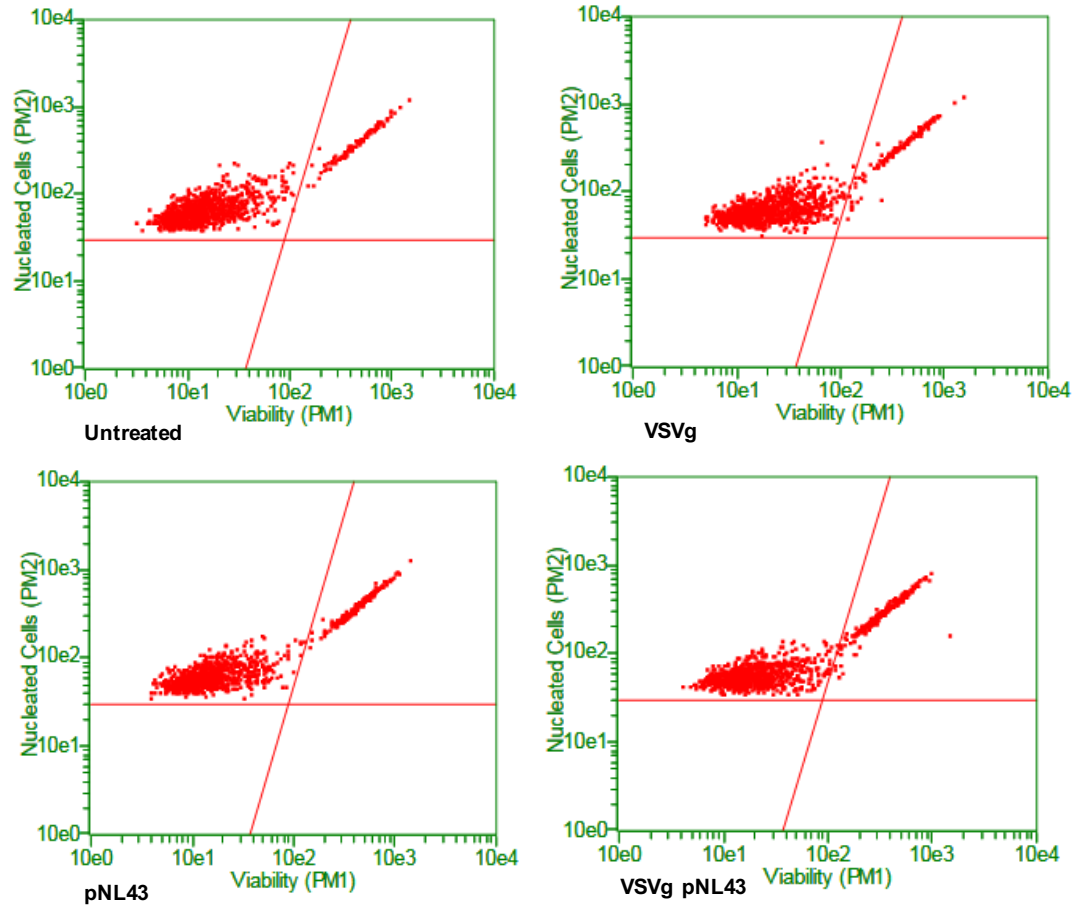 Nucleated Cells (PM2)
10e4
10e3
10e2
10e1
10e0
10e0 10e1 10e2 10e3 10e4
Viability (PM1)
Untreated
Nucleated Cells (PM2)
10e4
10e3
10e2
10e1
10e0
10e0 10e1 10e2 10e3 10e4
Viability (PM1)
VSVg
Nucleated Cells (PM2)
10e4
10e3
10e2
10e1
10e0
10e0 10e1 10e2 10e3 10e4
Viability (PM1)
pNL43
Nucleated Cells (PM2)
10e4
10e3
10e2
10e1
10e0
10e0 10e1 10e2 10e3 10e4
Viability (PM1)
VSVg pNL43